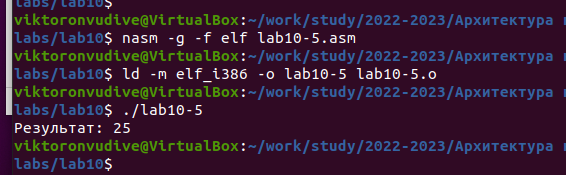 labs/lab10$
viktoronvudive@VirtualBox:~/work/study/2022-2023/Архитектура
labs/lab10$ nasm -g -f elf lab10-5.asm
viktoronvudive@VirtualBox:~/work/study/2022-2023/Архитектура
labs/lab10$ ld -m elf_i386 -o lab10-5 lab10-5.o
viktoronvudive@VirtualBox:~/work/study/2022-2023/Архитектура
labs/lab10$ ./lab10-5
Результат: 25
viktoronvudive@VirtualBox:~/work/study/2022-2023/Архитектура
labs/lab10$